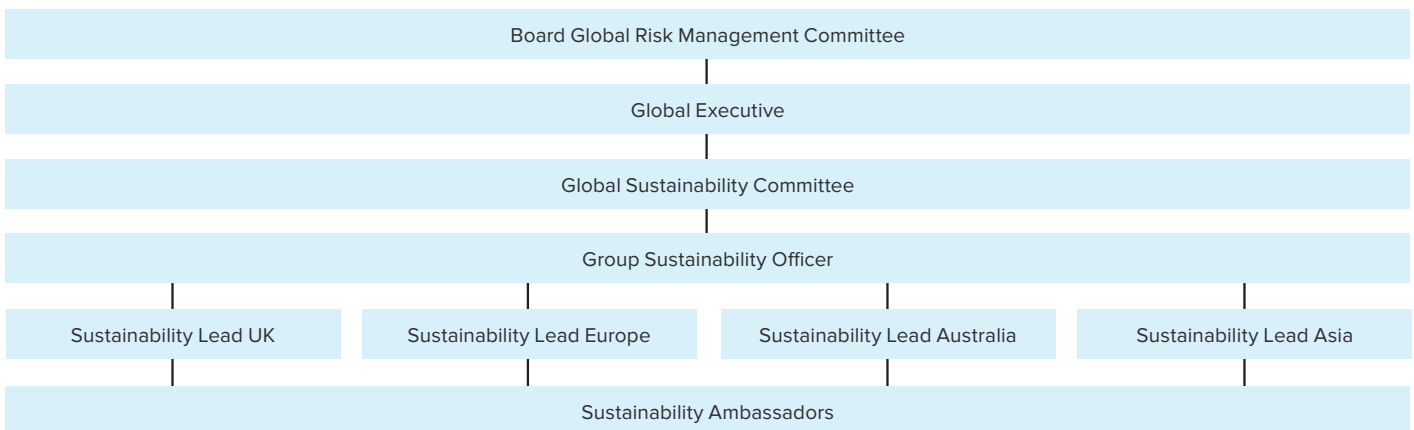 Board Global Risk Management Committee
Global Executive
Global Sustainability Committee
Group Sustainability Officer
Sustainability Lead UK
Sustainability Lead Europe
Sustainability Lead Australia
Sustainability Lead Asia
Sustainability Ambassadors